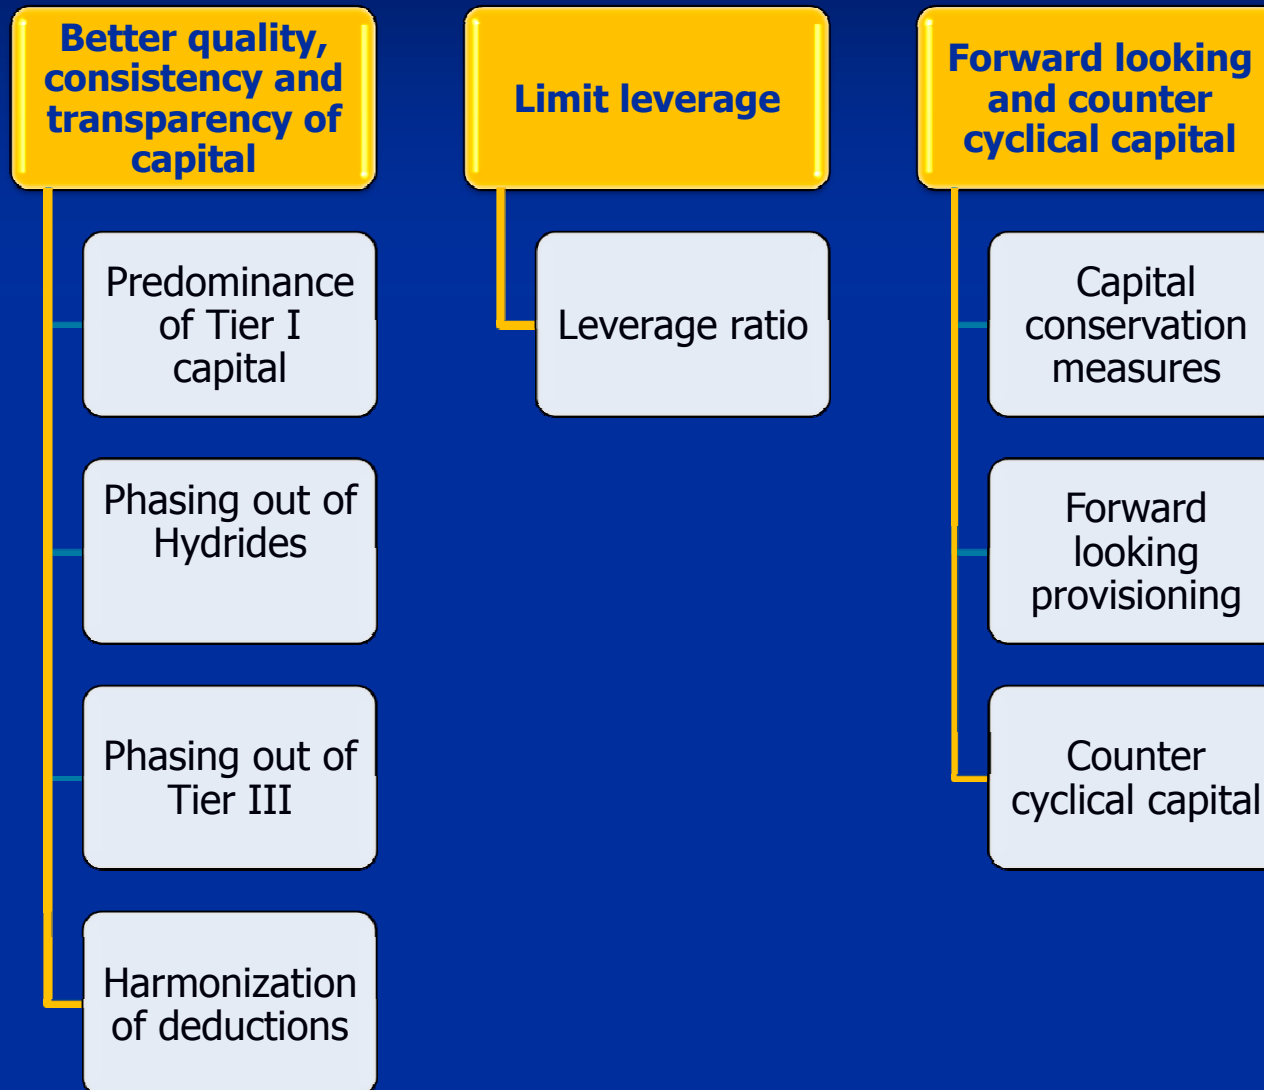 Better quality,
consistency and
transparency of
capital
Predominance
of Tier I
capital
Phasing out of
Hydrides
Phasing out of
Tier III
Harmonization
of deductions
Limit leverage
Leverage ratio
Forward looking
and counter
cyclical capital
Capital
conservation
measures
Forward
looking
provisioning
Counter
cyclical capital